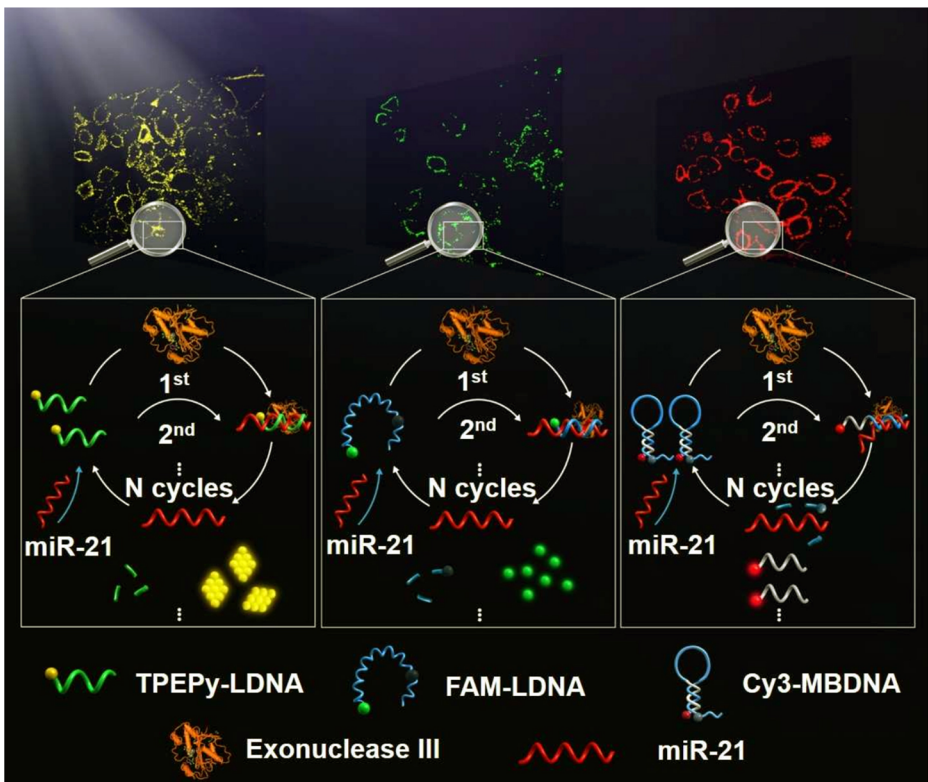 1st
2nd
N cycles
miR-21
1st
2nd
N cycles
miR-21
1st
2nd
N cycles
miR-21
TPEPy-LDNA
FAM-LDNA
Cy3-MBDNA
Exonuclease III
miR-21